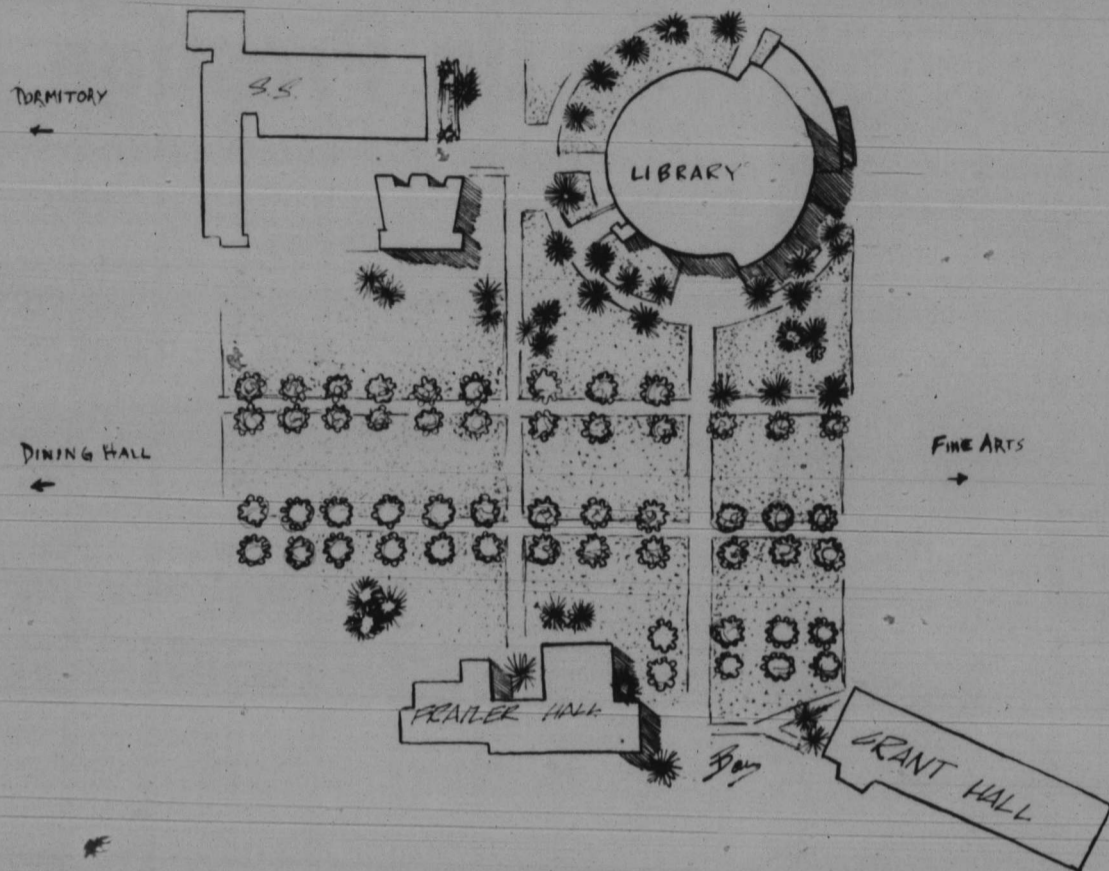 DORMITORY
S.S.
LIBRARY
DINING HALL
FINE ARTS
FRAZIER HALL
GRANT HALL